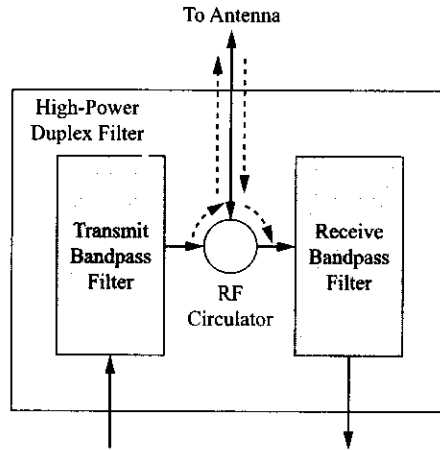 To Antenna
High-Power
Duplex Filter
Transmit
Bandpass
Filter
RF
Circulator
Receive
Bandpass
Filter